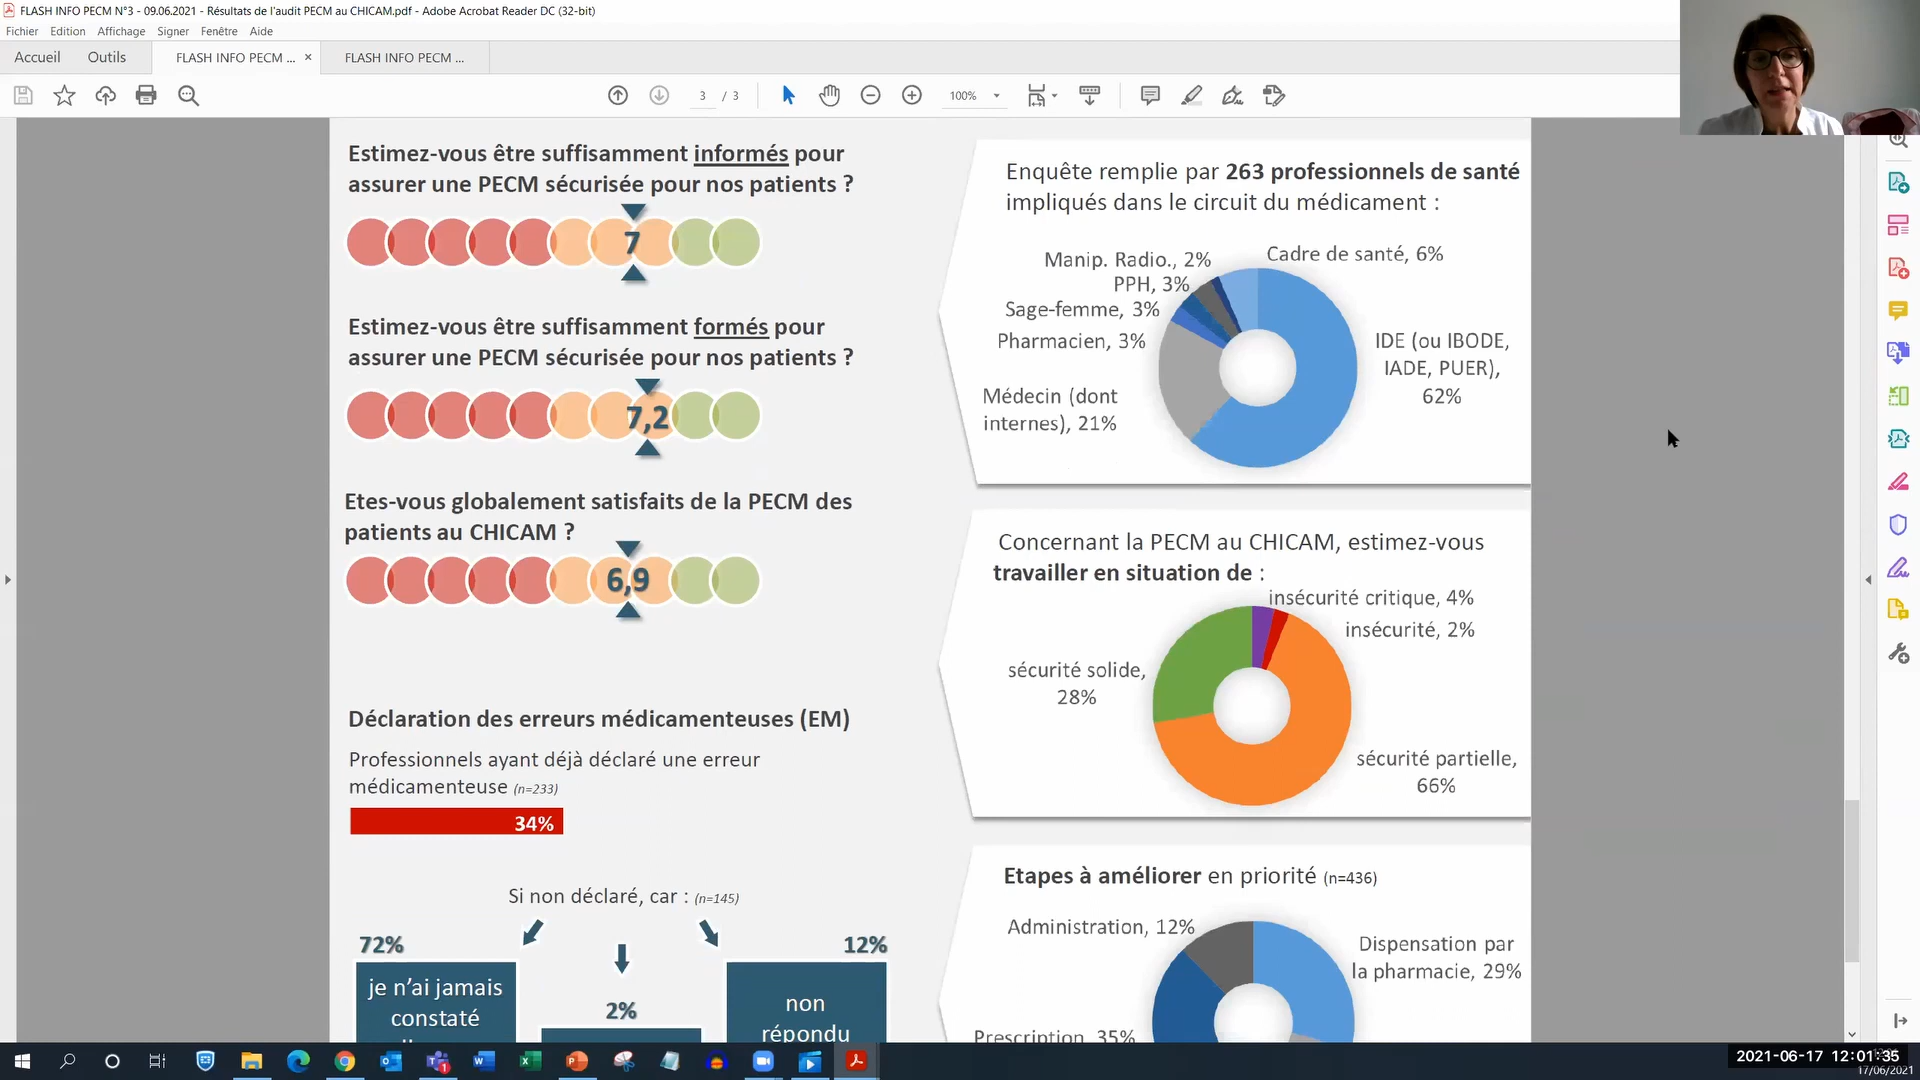 FLASH INFO PECM N°3 - 09.06.2021 - Résultats de l'audit PECM au CHICAM.pdf - Adobe Acrobat Reader DC (32-bit)
Fichier Edition Affichage Signer Fenêtre Aide
Accueil Outils FLASH INFO PECM ... × FLASH INFO PECM ...
3 / 3 100%
Estimez-vous être suffisamment informés pour
assurer une PECM sécurisée pour nos patients ?
7
Estimez-vous être suffisamment formés pour
assurer une PECM sécurisée pour nos patients ?
7,2
Etes-vous globalement satisfaits de la PECM des
patients au CHICAM ?
6,9
Déclaration des erreurs médicamenteuses (EM)
Professionnels ayant déjà déclaré une erreur
médicamenteuse (n=233)
34%
Si non déclaré, car : (n=145)
72%
je n'ai jamais
constaté
2%
12%
non
répondu
Enquête remplie par 263 professionnels de santé
impliqués dans le circuit du médicament :
Cadre de santé, 6%
Manip. Radio., 2%
PPH, 3%
Sage-femme, 3%
Pharmacien, 3%
Médecin (dont
internes), 21%
IDE (ou IBODE,
IADE, PUER),
62%
Concernant la PECM au CHICAM, estimez-vous
travailler en situation de :
insécurité critique, 4%
insécurité, 2%
sécurité solide,
28%
sécurité partielle,
66%
Etapes à améliorer en priorité (n=436)
Administration, 12%
Dispensation par
la pharmacie, 29%
Prescription, 35%
2021-06-17 12:01:35
17/06/2021